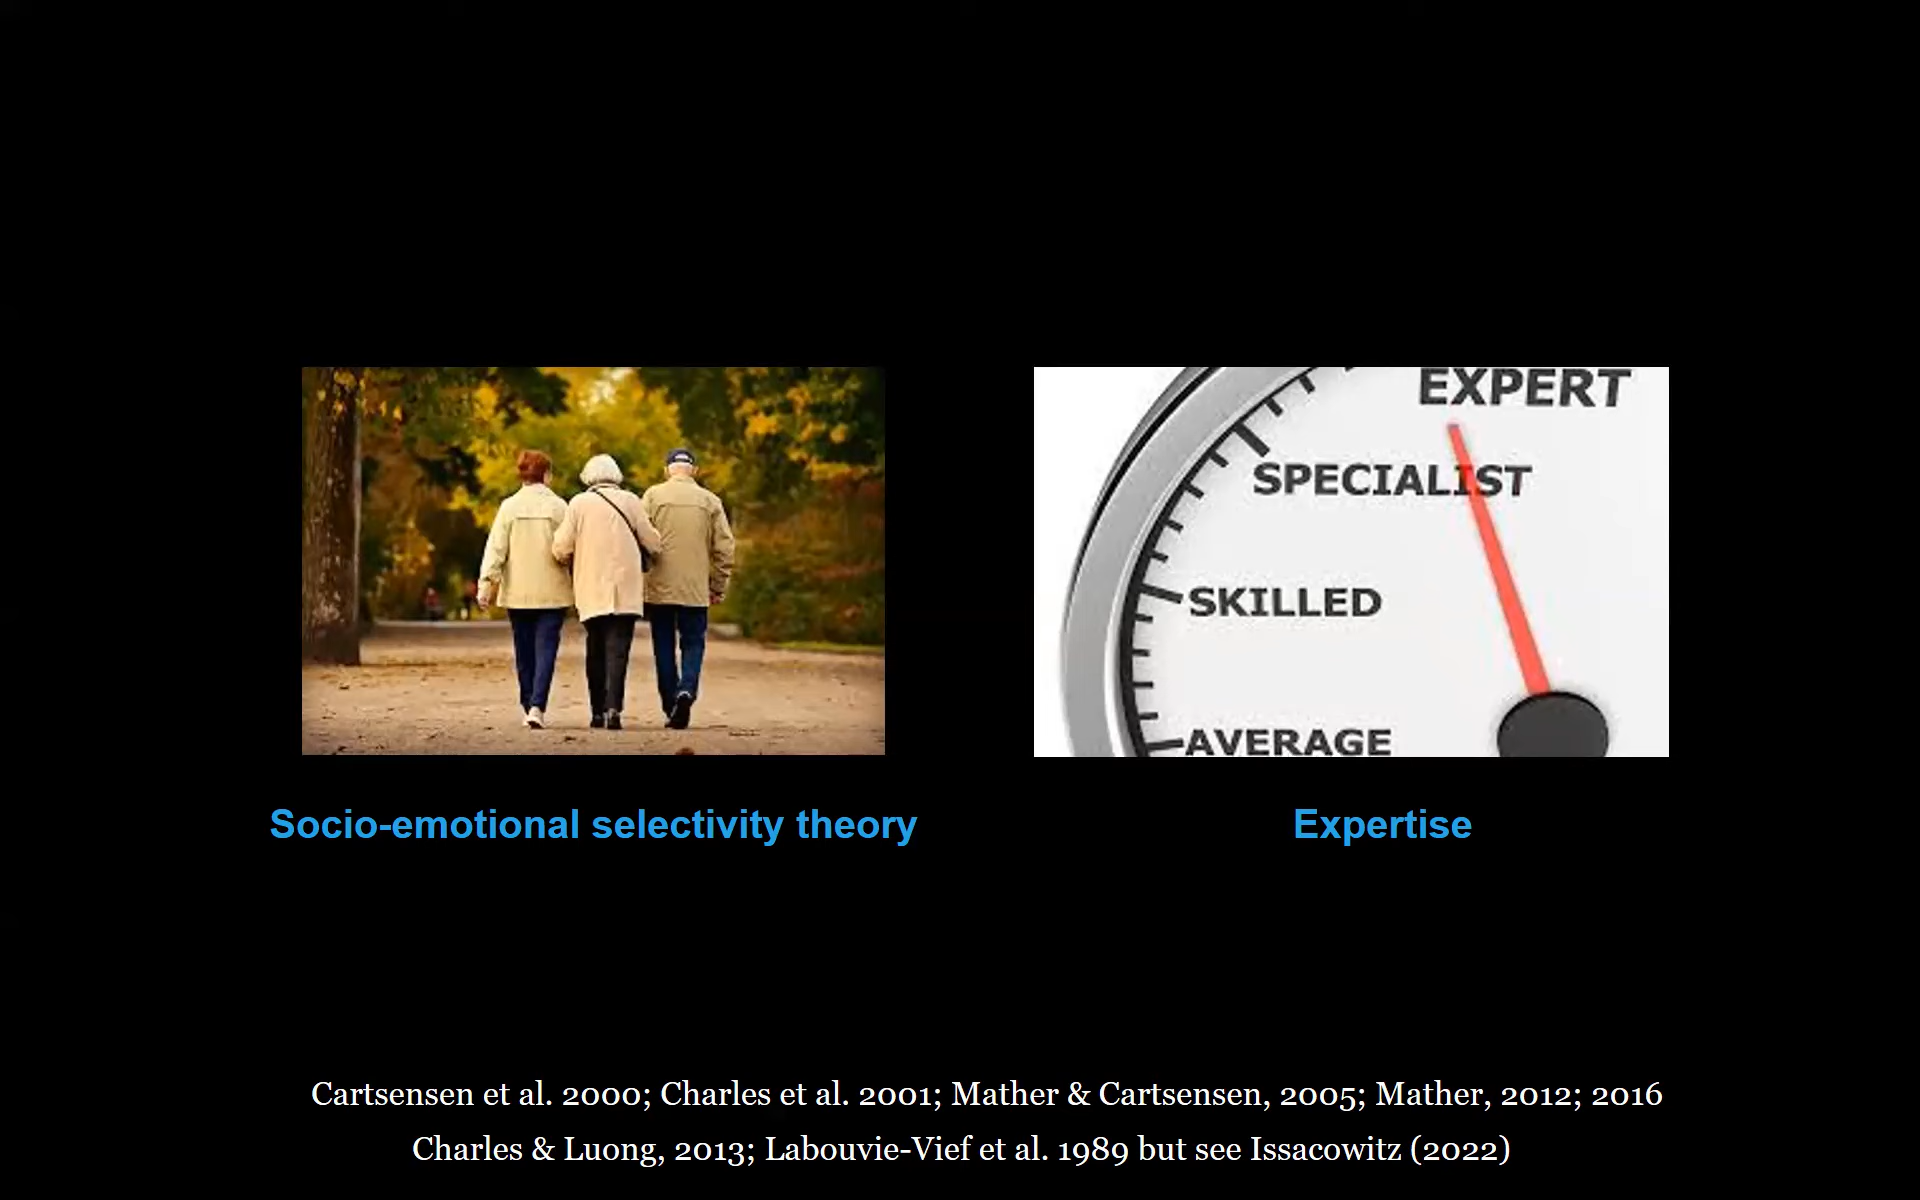 EXPERT
SPECIALIST
SKILLED
AVERAGE
Socio-emotional selectivity theory
Expertise
Cartsensen et al. 2000; Charles et al. 2001; Mather & Cartsensen, 2005; Mather, 2012; 2016
Charles & Luong, 2013; Labouvie-Vief et al. 1989 but see Issacowitz (2022)